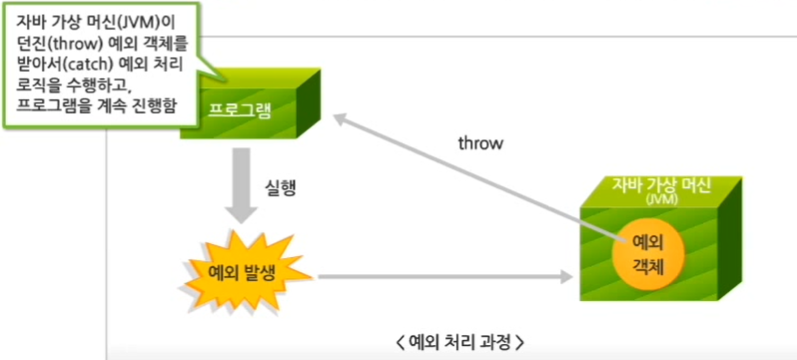 자바 가상 머신(JVM)이
던진(throw) 예외 객체를
받아서(catch) 예외 처리
로직을 수행하고,
프로그램을 계속 진행함
프로그램
throw
실행
자바 가상 머신
(JVM)
예외
객체
예외 발생
< 예외 처리 과정 >